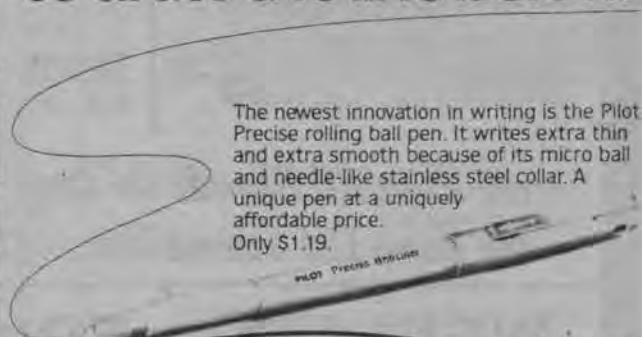 The newest innovation in writing is the Pilot
Precise rolling ball pen. It writes extra thin
and extra smooth because of its micro ball
and needle-like stainless steel collar. A
unique pen at a uniquely
affordable price.
Only $1.19.
PILOT Precise